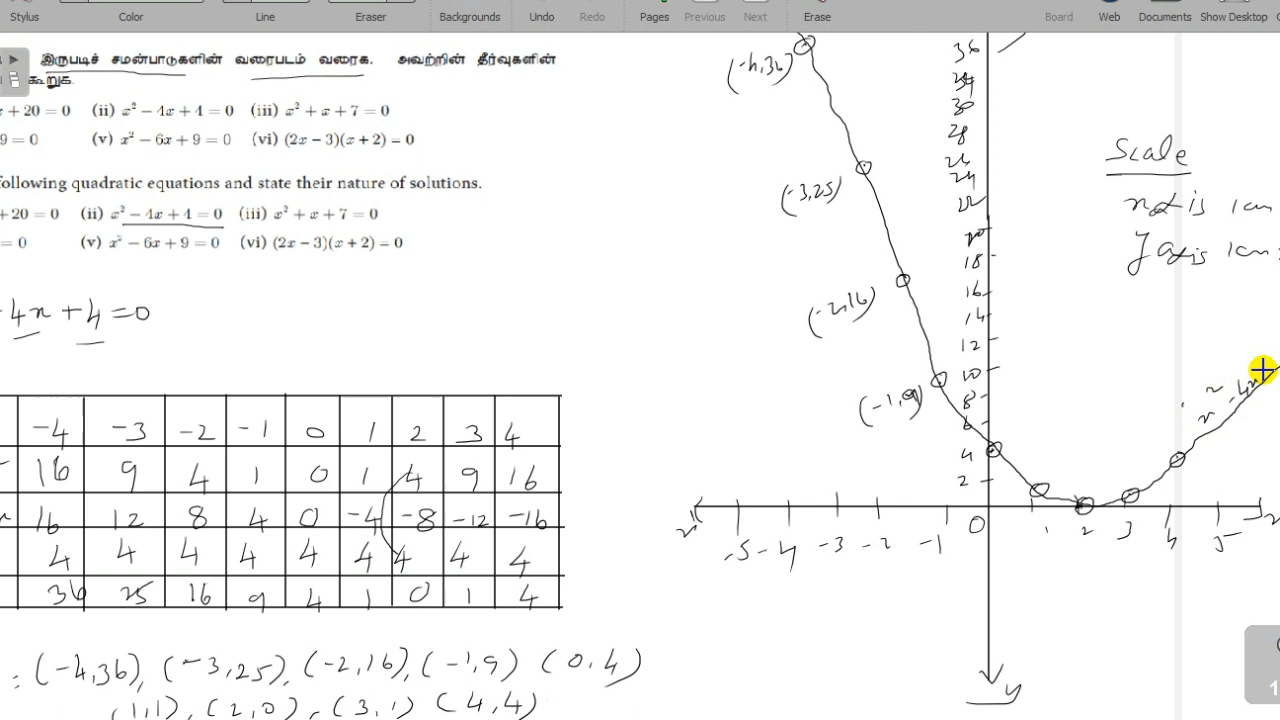 Stylus Color Line Eraser Backgrounds Undo Redo Pages Previous Next Erase Board Web Documents Show Desktop
இருபடிச் சமன்பாடுகளின் வரைபடம் வரைக. அவற்றின் தீர்வுகளின்
கூறுக.
x + 20 = 0 (ii) x² − 4x + 4 = 0 (iii) x² + x + 7 = 0
9 = 0 (v) x² − 6x + 9 = 0 (vi) (2x − 3)(x + 2) = 0
following quadratic equations and state their nature of solutions.
+ 20 = 0 (ii) x² − 4x + 4 = 0 (iii) x² + x + 7 = 0
= 0 (v) x² − 6x + 9 = 0 (vi) (2x − 3)(x + 2) = 0
-4x + 4 = 0
-4 -3 -2 -1 0 1 2 3 4
16 9 4 1 0 1 4 9 16
x 16 12 8 4 0 -4 -8 -12 -16
4 4 4 4 4 4 4 4 4
36 25 16 9 4 1 0 1 4
= (-4,36), (-3,25), (-2,16), (-1,9) (0,4)
(1,1), (2,0), (3,1) (4,4)
(-4,36)
(-3,25)
(-2,16)
(-1,9)
36
30
28
24
22
18
16
14
12
10
8
6
4
2
x' -5 -4 -3 -2 -1 0 1 2 3 4 5
y
Scale
x axis 1cm
y axis 1cm